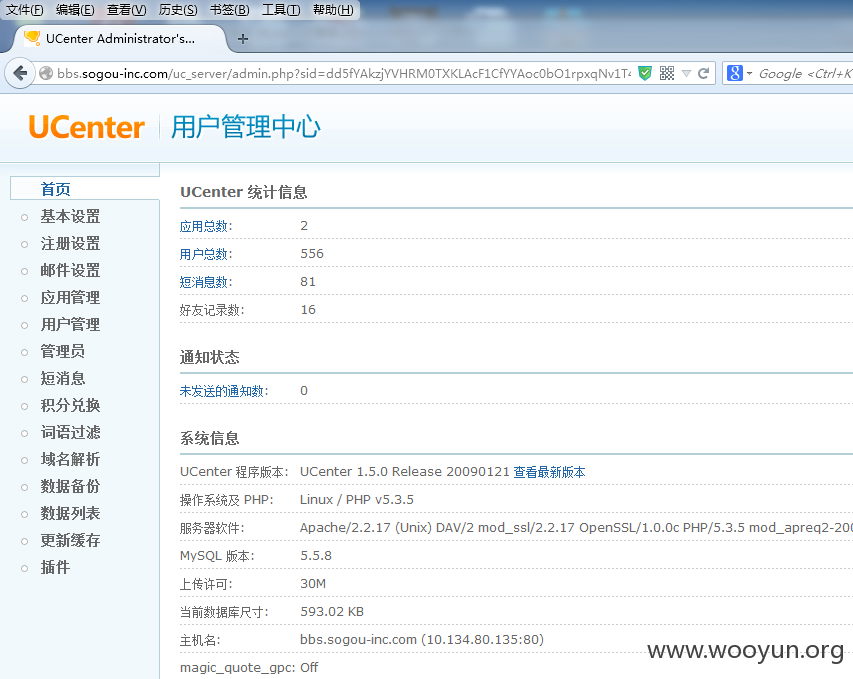 文件(F) 编辑(E) 查看(V) 历史(S) 书签(B) 工具(T) 帮助(H)
UCenter Administrator's...
bbs.sogou-inc.com/uc_server/admin.php?sid=dd5fYAkzjYVHRM0TXKLAcF1CfYYAoc0bO1rpxqNv1T4
Google <Ctrl+K
UCenter 用户管理中心
首页
基本设置
注册设置
邮件设置
应用管理
用户管理
管理员
短消息
积分兑换
词语过滤
域名解析
数据备份
数据列表
更新缓存
插件
UCenter 统计信息
应用总数: 2
用户总数: 556
短消息数: 81
好友记录数: 16
通知状态
未发送的通知数: 0
系统信息
UCenter 程序版本: UCenter 1.5.0 Release 20090121 查看最新版本
操作系统及 PHP: Linux / PHP v5.3.5
服务器软件: Apache/2.2.17 (Unix) DAV/2 mod_ssl/2.2.17 OpenSSL/1.0.0c PHP/5.3.5 mod_apreq2-200
MySQL 版本: 5.5.8
上传许可: 30M
当前数据库尺寸: 593.02 KB
主机名: bbs.sogou-inc.com (10.134.80.135:80)
magic_quote_gpc: Off
www.wooyun.org